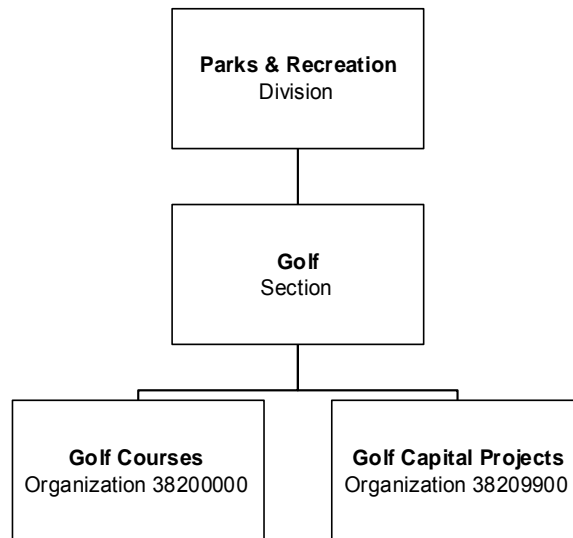 Parks & Recreation
Division
Golf
Section
Golf Courses
Organization 38200000
Golf Capital Projects
Organization 38209900